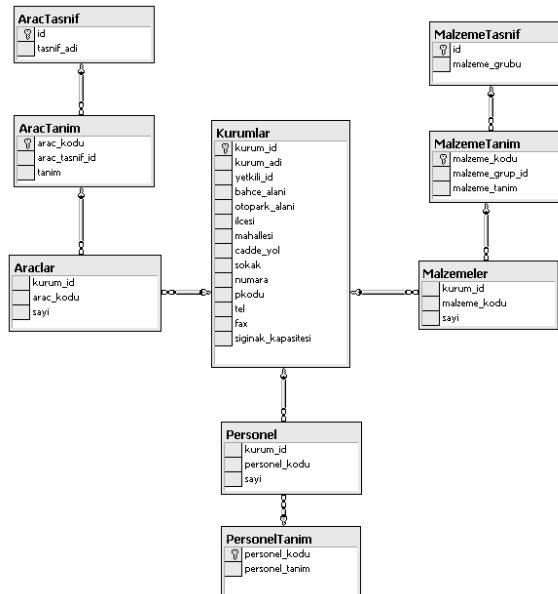 AracTasnif
id
tasnif_adi
AracTanim
arac_kodu
arac_tasnif_id
tanim
Araclar
kurum_id
arac_kodu
sayi
Kurumlar
kurum_id
kurum_adi
yetkili_id
bahce_alani
otopark_alani
ilcesi
mahallesi
cadde_yol
sokak
numara
pkodu
tel
fax
siginak_kapasitesi
MalzemeTasnif
id
malzeme_grubu
MalzemeTanim
malzeme_kodu
malzeme_grup_id
malzeme_tanim
Malzemeler
kurum_id
malzeme_kodu
sayi
Personel
kurum_id
personel_kodu
sayi
PersonelTanim
personel_kodu
personel_tanim